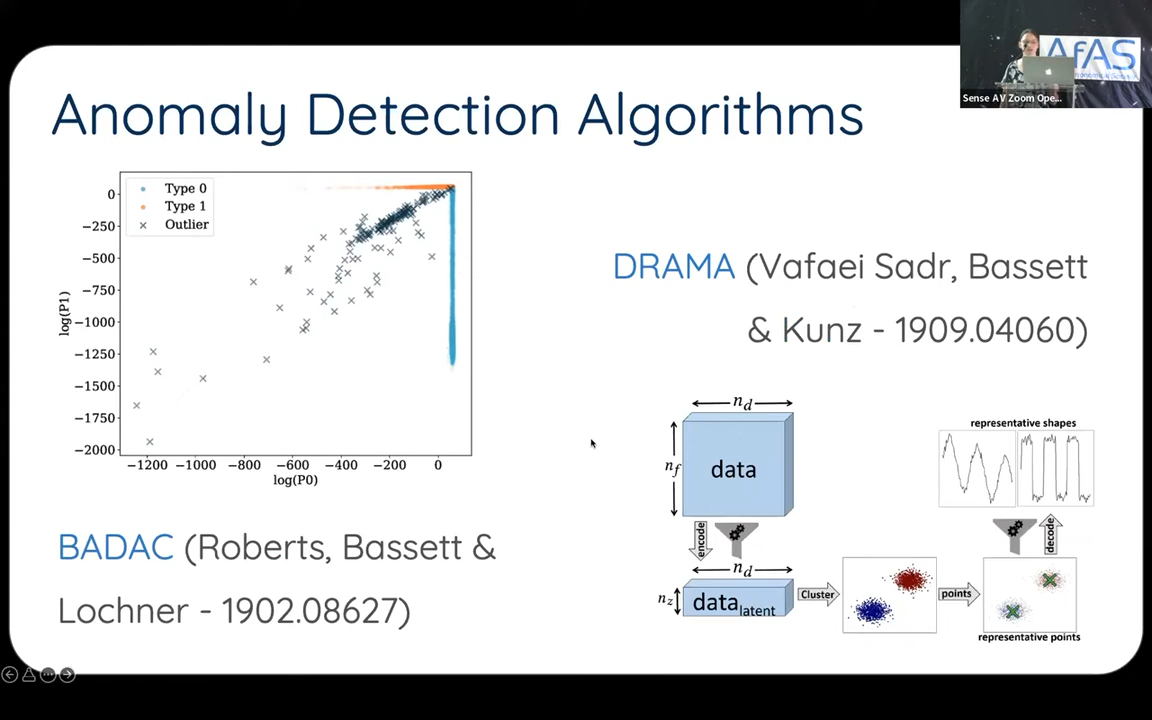 AfAS
Sense AV Zoom Ope...
Anomaly Detection Algorithms
Type 0
Type 1
Outlier
0
−250
−500
−750
−1000
−1250
−1500
−1750
−2000
log(P1)
−1200 −1000 −800 −600 −400 −200 0
log(P0)
BADAC (Roberts, Bassett &
Lochner - 1902.08627)
DRAMA (Vafaei Sadr, Bassett
& Kunz - 1909.04060)
n_d
n_f
data
encode
n_d
n_z
data_latent
Cluster
points
representative shapes
decode
representative points